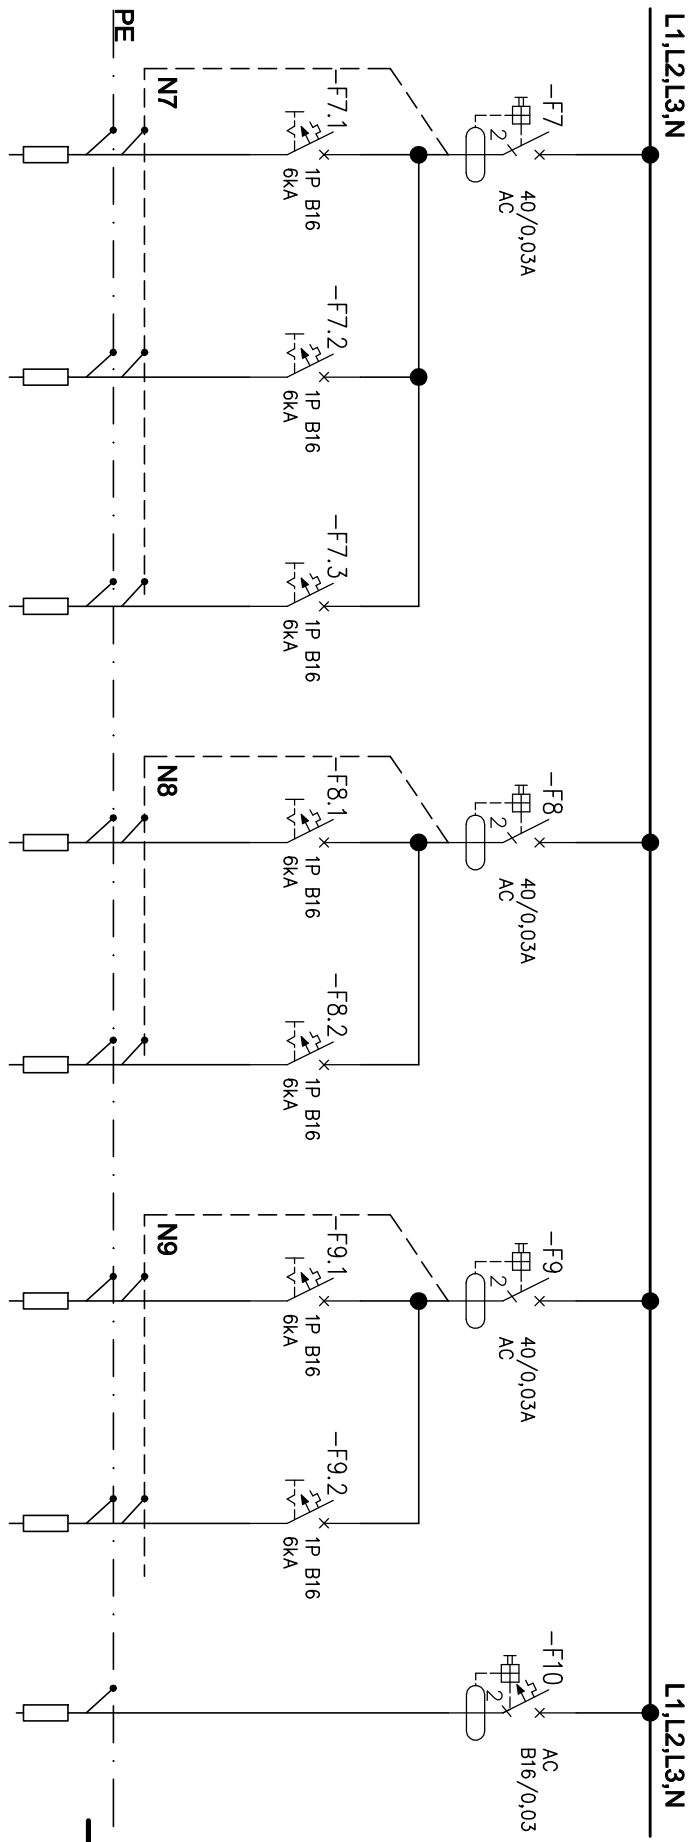 L1,L2,L3,N
L1,L2,L3,N
-F7
2
40/0,03A
AC
-F8
2
40/0,03A
AC
-F9
2
40/0,03A
AC
-F10
2
AC
B16/0,03
-F7.1
1P B16
6kA
-F7.2
1P B16
6kA
-F7.3
1P B16
6kA
-F8.1
1P B16
6kA
-F8.2
1P B16
6kA
-F9.1
1P B16
6kA
-F9.2
1P B16
6kA
N7
N8
N9
PE